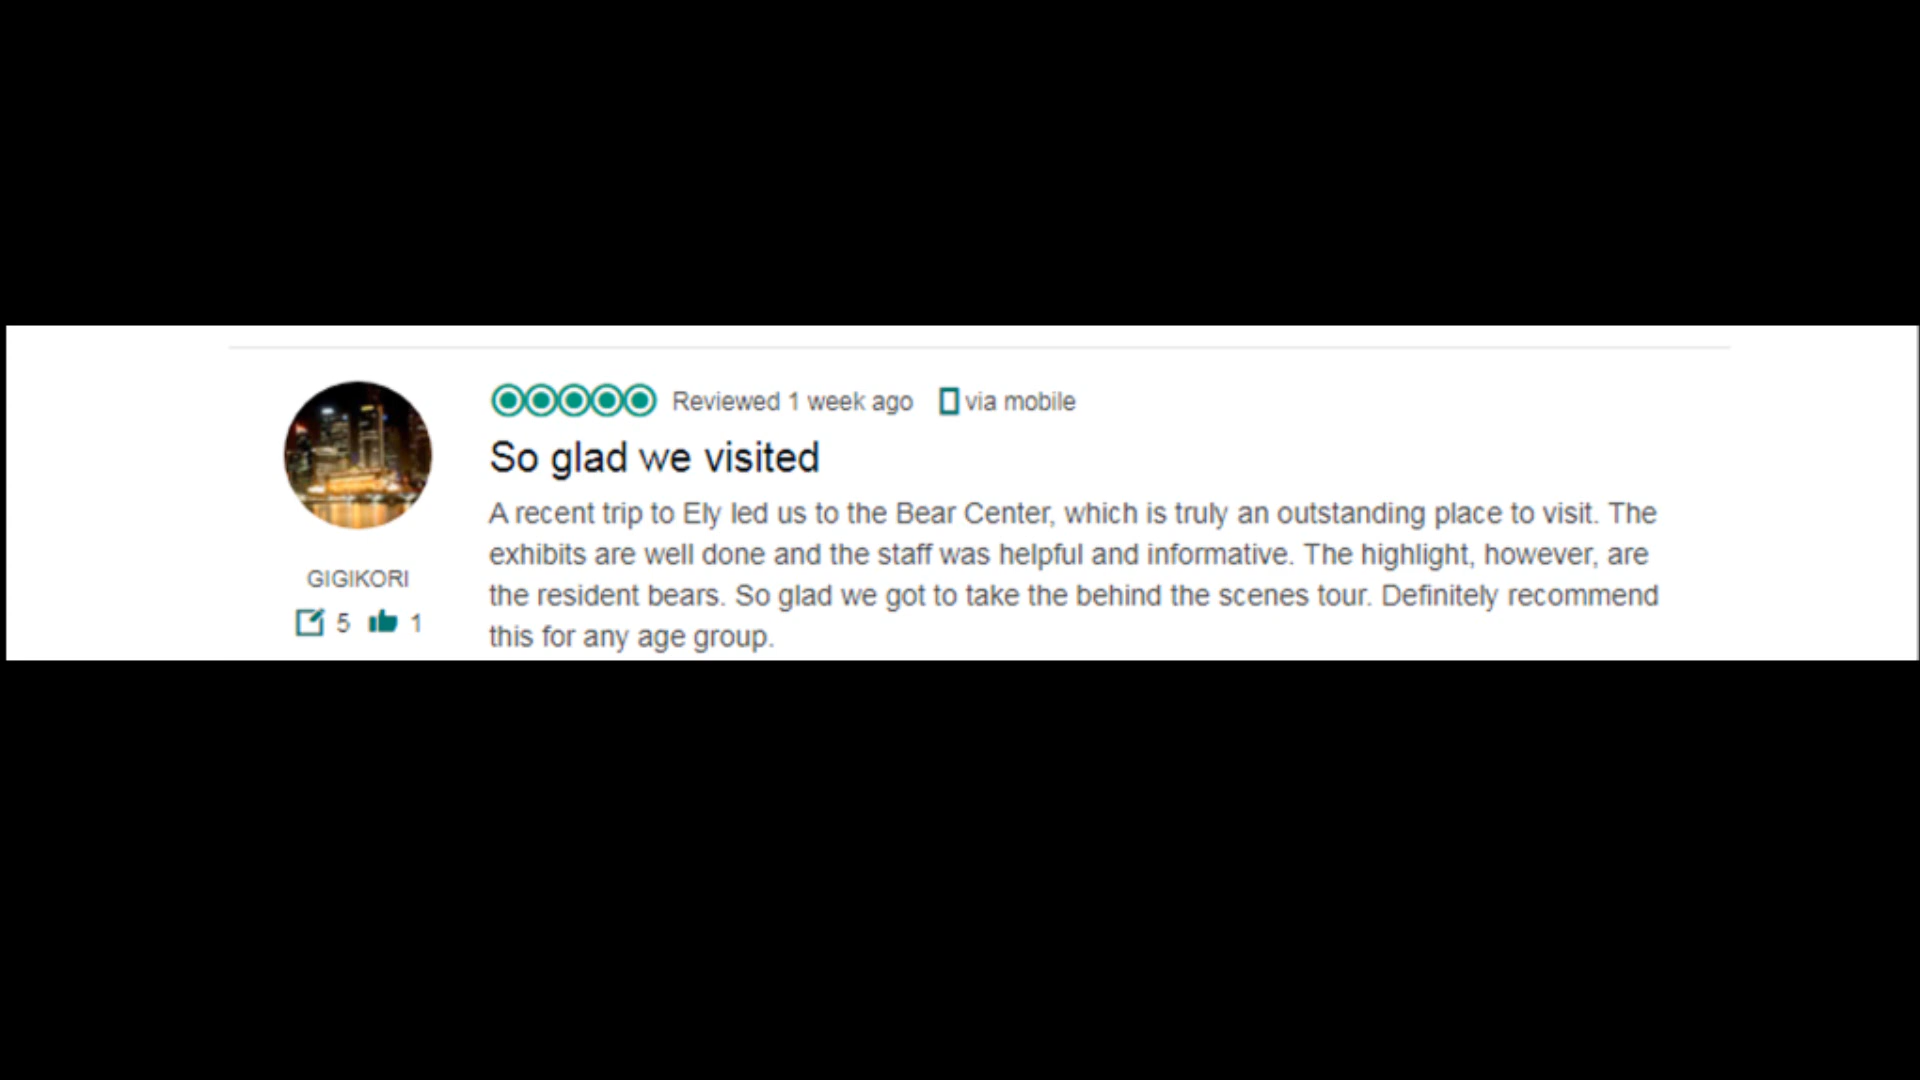 Reviewed 1 week ago via mobile
So glad we visited
A recent trip to Ely led us to the Bear Center, which is truly an outstanding place to visit. The
exhibits are well done and the staff was helpful and informative. The highlight, however, are
the resident bears. So glad we got to take the behind the scenes tour. Definitely recommend
this for any age group.
GIGIKORI
5 1